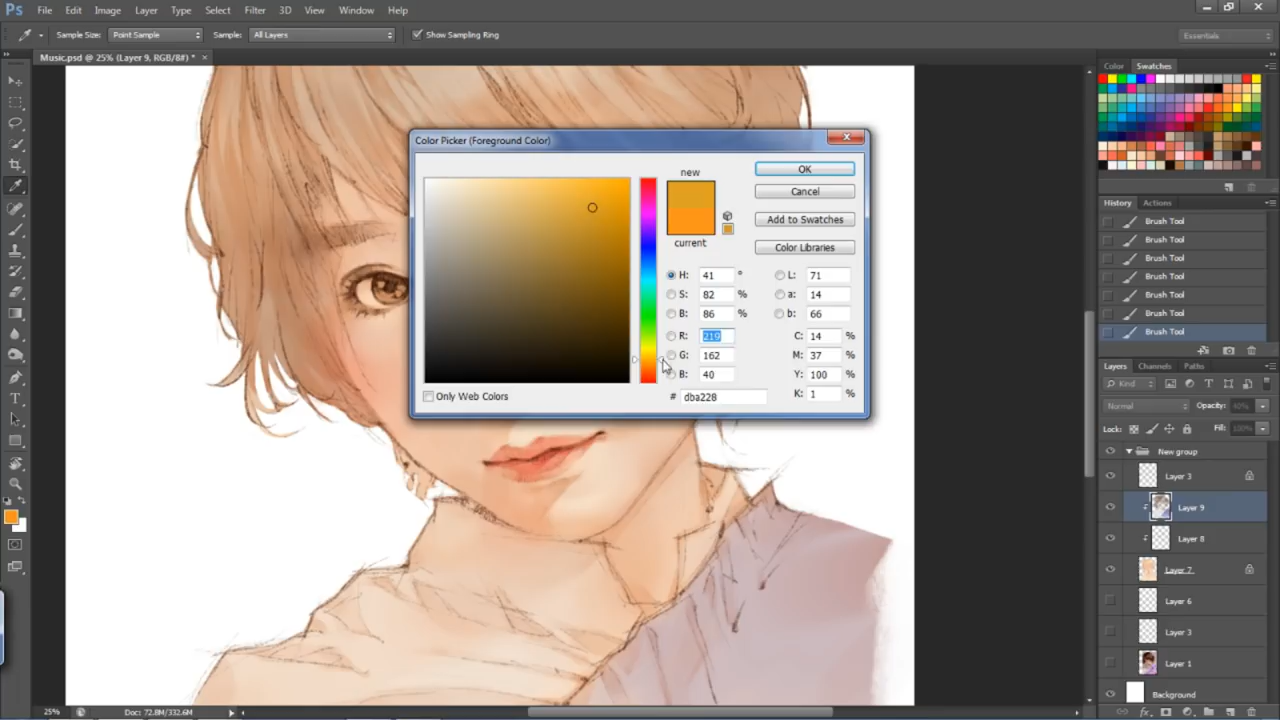 Ps File Edit Image Layer Type Select Filter 3D View Window Help
Sample Size: Point Sample Sample: All Layers Show Sampling Ring Essentials
Music.psd @ 25% (Layer 9, RGB/8#) * ×
Color Swatches
Color Picker (Foreground Color)
new
OK
Cancel
Add to Swatches
current
Color Libraries
H: 41 °
S: 82 %
B: 86 %
R: 219
G: 162
B: 40
L: 71
a: 14
b: 66
C: 14 %
M: 37 %
Y: 100 %
K: 1 %
Only Web Colors
# dba228
History Actions
Brush Tool
Brush Tool
Brush Tool
Brush Tool
Brush Tool
Brush Tool
Brush Tool
Layers Channels Paths
Kind
Normal Opacity: 40%
Lock: Fill: 100%
New group
Layer 3
Layer 9
Layer 8
Layer 7
Layer 6
Layer 3
Layer 1
Background
25% Doc: 72.8M/332.6M